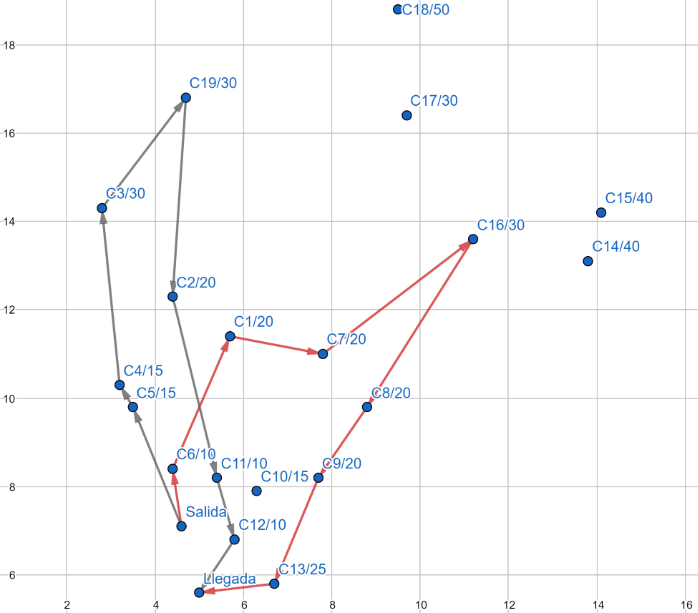 C18/50
18
C19/30
C17/30
16
C3/30
C15/40
14
C16/30
C14/40
C2/20
12
C1/20
C7/20
C4/15
C5/15
C8/20
10
C6/10
C11/10
C10/15
C9/20
8
Salida
C12/10
C13/25
6
Llegada
2
4
6
8
10
12
14
16